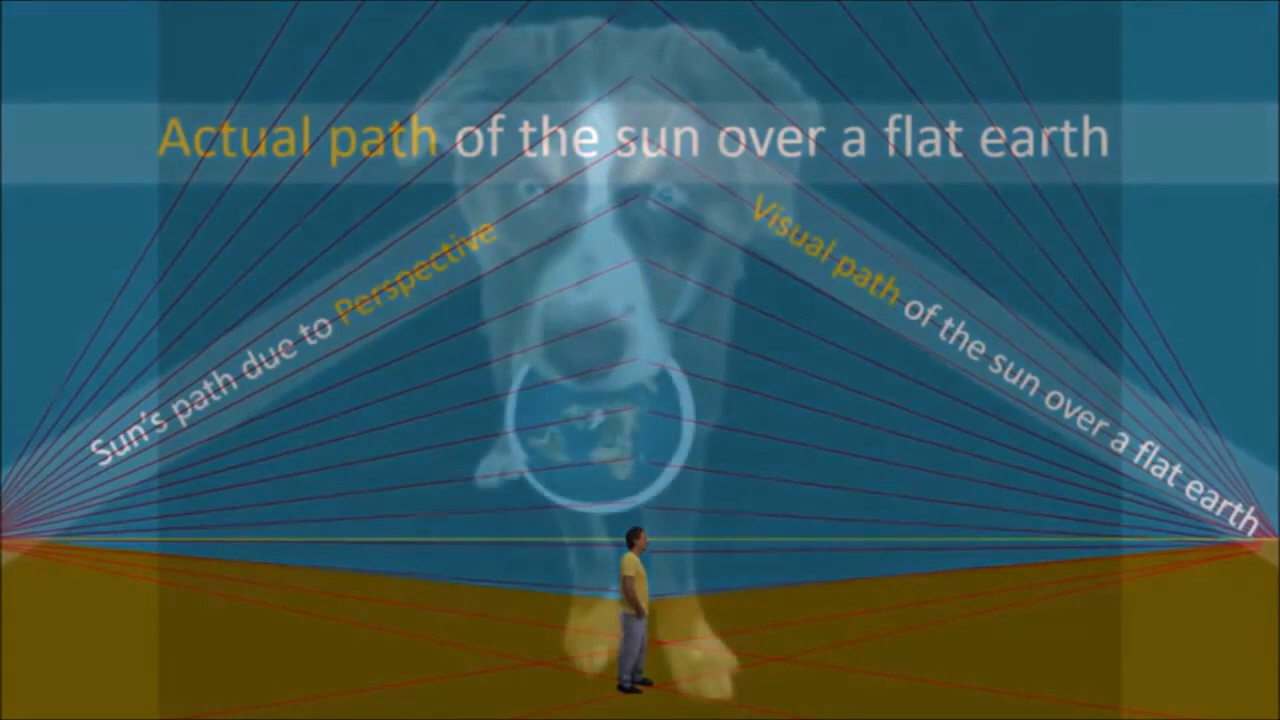 Actual path of the sun over a flat earth
Sun's path due to Perspective
Visual path of the sun over a flat earth